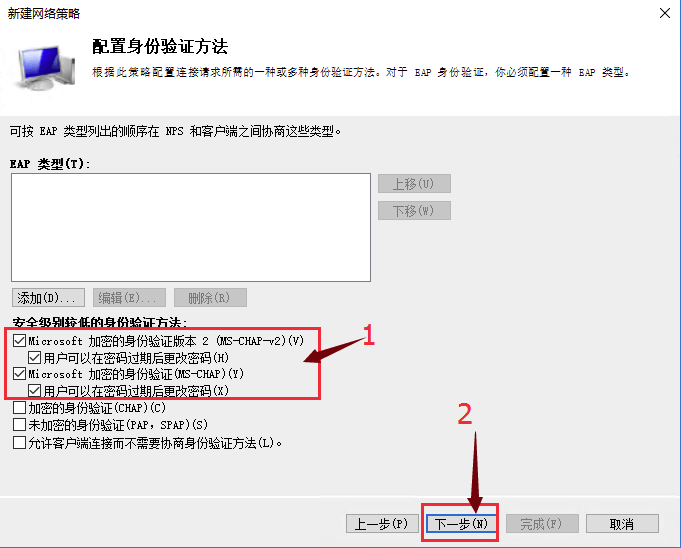 新建网络策略
配置身份验证方法
根据此策略配置连接请求所需的一种或多种身份验证方法。对于 EAP 身份验证，你必须配置一种 EAP 类型。
可按 EAP 类型列出的顺序在 NPS 和客户端之间协商这些类型。
EAP 类型(T):
上移(U)
下移(W)
添加(D)... 编辑(E)... 删除(R)
安全级别较低的身份验证方法:
Microsoft 加密的身份验证版本 2 (MS-CHAP-v2)(V)
1
用户可以在密码过期后更改密码(H)
Microsoft 加密的身份验证(MS-CHAP)(Y)
用户可以在密码过期后更改密码(X)
加密的身份验证(CHAP)(C)
2
未加密的身份验证(PAP，SPAP)(S)
允许客户端连接而不需要协商身份验证方法(L)。
上一步(P) 下一步(N) 完成(F) 取消